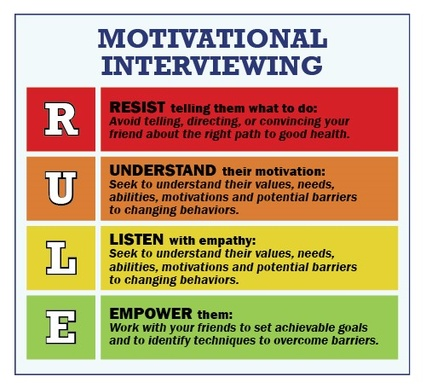 MOTIVATIONAL
INTERVIEWING
R
RESIST telling them what to do:
Avoid telling, directing, or convincing your
friend about the right path to good health.
U
UNDERSTAND their motivation:
Seek to understand their values, needs,
abilities, motivations and potential barriers
to changing behaviors.
L
LISTEN with empathy:
Seek to understand their values, needs,
abilities, motivations and potential barriers
to changing behaviors.
E
EMPOWER them:
Work with your friends to set achievable goals
and to identify techniques to overcome barriers.